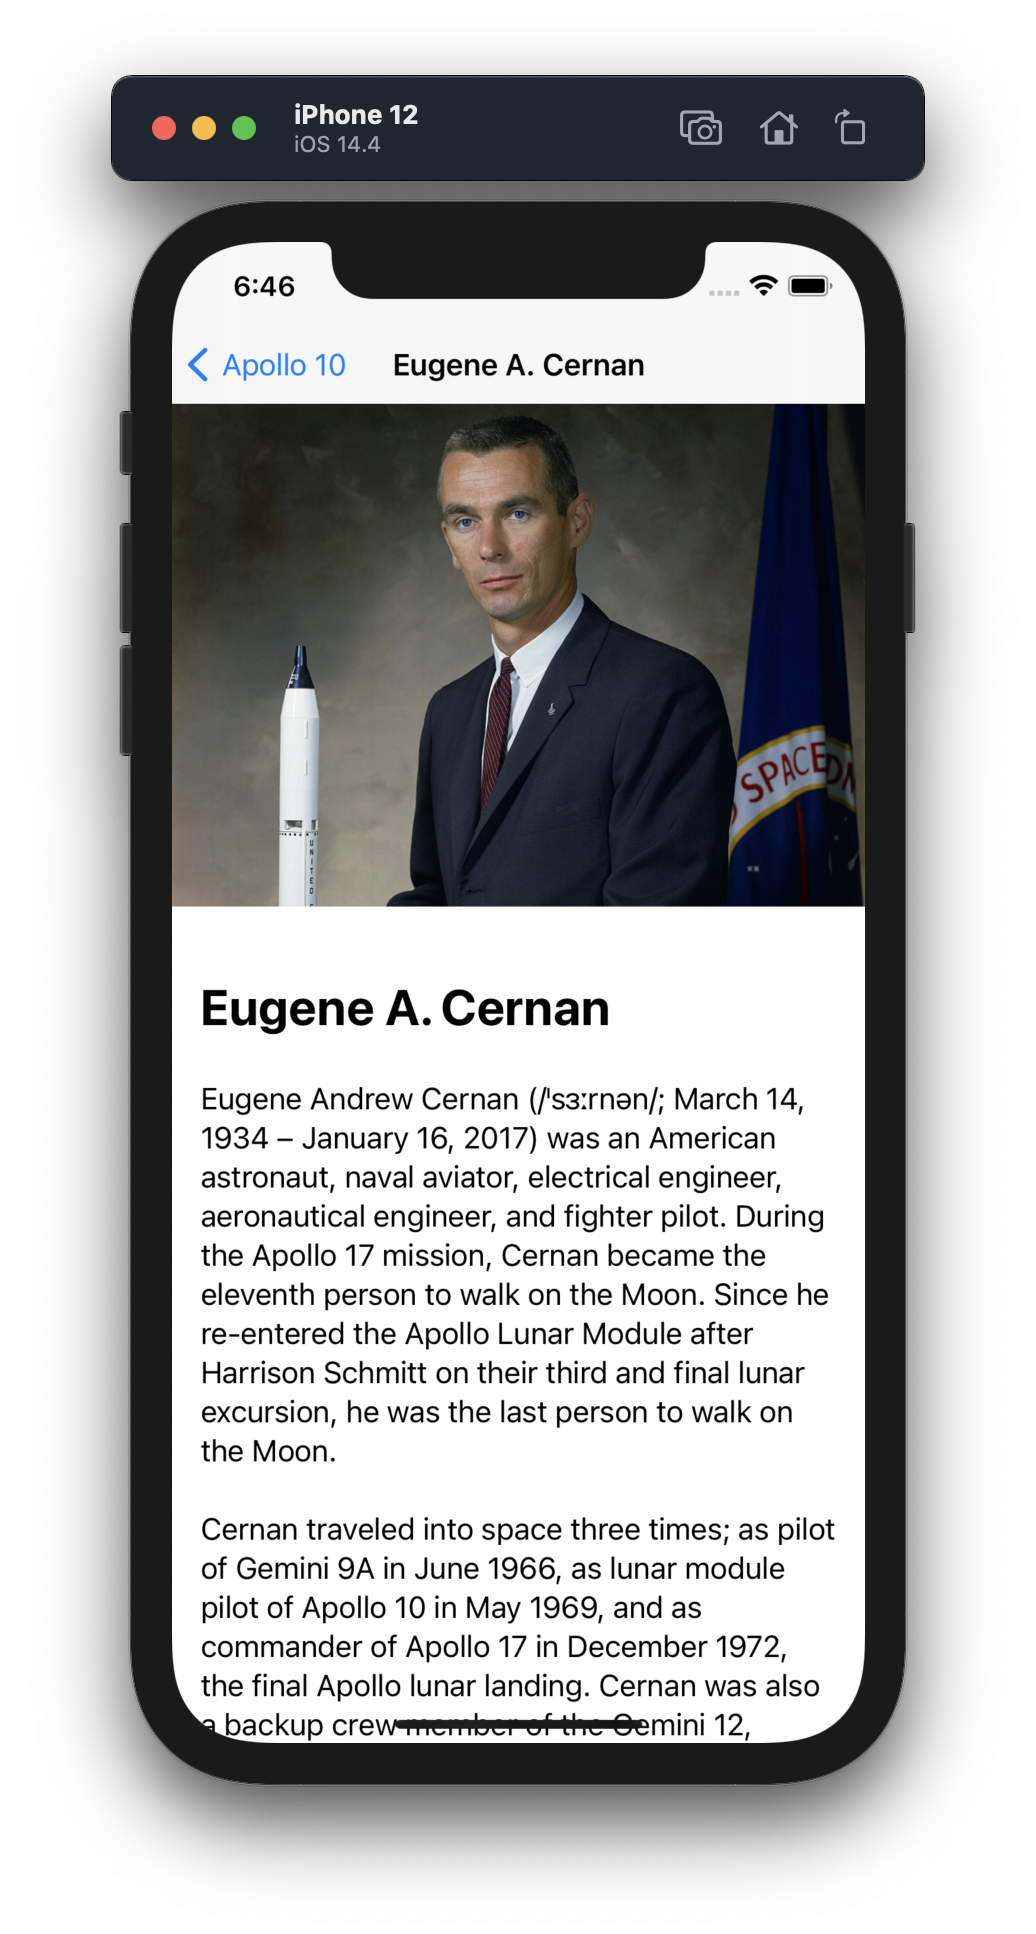 iPhone 12
iOS 14.4
6:46
Apollo 10
Eugene A. Cernan
SPACE
UNITED
Eugene A. Cernan
Eugene Andrew Cernan (/ˈsɜːrnən/; March 14,
1934 – January 16, 2017) was an American
astronaut, naval aviator, electrical engineer,
aeronautical engineer, and fighter pilot. During
the Apollo 17 mission, Cernan became the
eleventh person to walk on the Moon. Since he
re-entered the Apollo Lunar Module after
Harrison Schmitt on their third and final lunar
excursion, he was the last person to walk on
the Moon.
Cernan traveled into space three times; as pilot
of Gemini 9A in June 1966, as lunar module
pilot of Apollo 10 in May 1969, and as
commander of Apollo 17 in December 1972,
the final Apollo lunar landing. Cernan was also
a backup crew member of the Gemini 12,